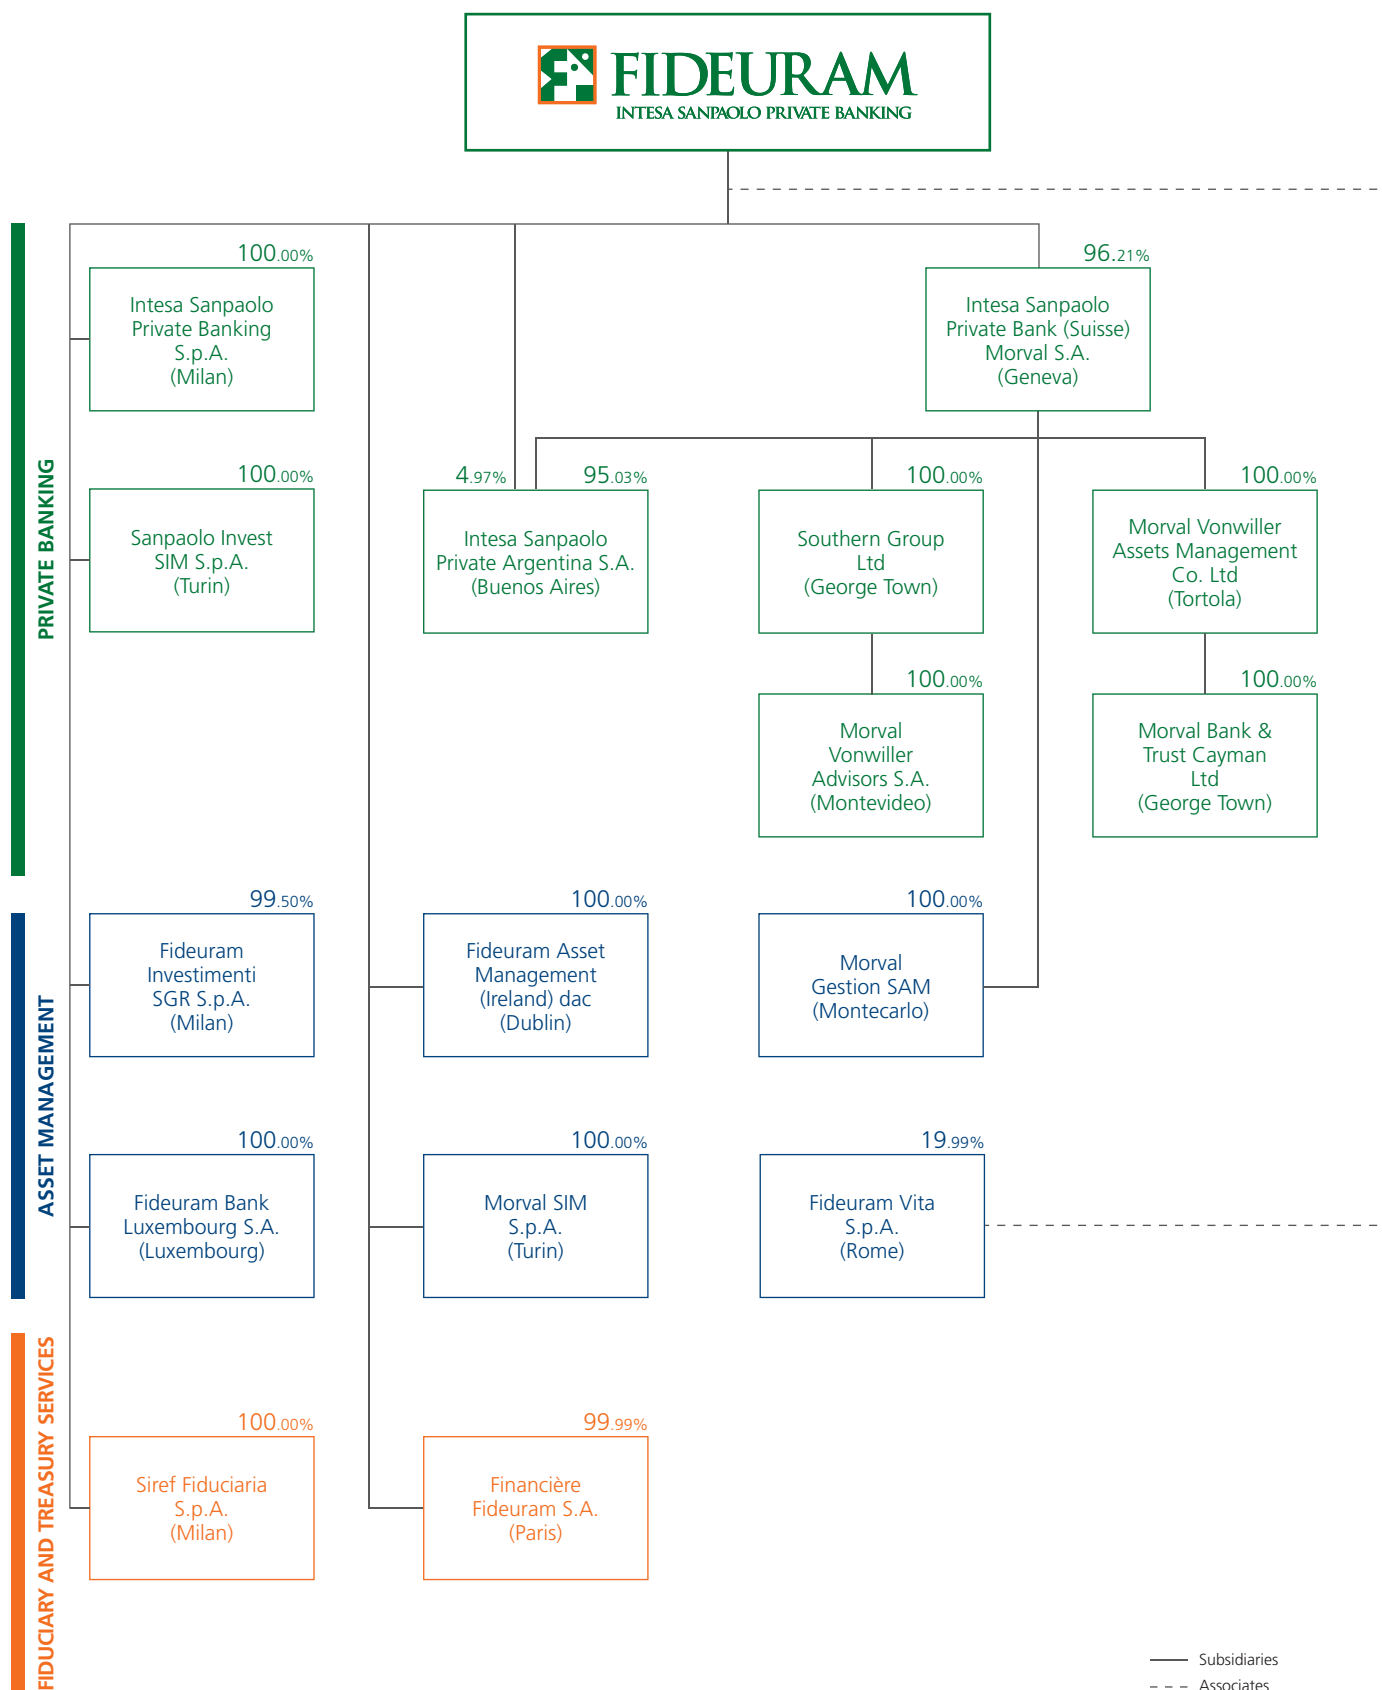 FIDEURAM
INTESA SANPAOLO PRIVATE BANKING
PRIVATE BANKING
100.00%
Intesa Sanpaolo
Private Banking
S.p.A.
(Milan)
96.21%
Intesa Sanpaolo
Private Bank (Suisse)
Morval S.A.
(Geneva)
100.00%
Sanpaolo Invest
SIM S.p.A.
(Turin)
4.97%
95.03%
Intesa Sanpaolo
Private Argentina S.A.
(Buenos Aires)
100.00%
Southern Group
Ltd
(George Town)
100.00%
Morval Vonwiller
Assets Management
Co. Ltd
(Tortola)
100.00%
Morval
Vonwiller
Advisors S.A.
(Montevideo)
100.00%
Morval Bank &
Trust Cayman
Ltd
(George Town)
ASSET MANAGEMENT
99.50%
Fideuram
Investimenti
SGR S.p.A.
(Milan)
100.00%
Fideuram Asset
Management
(Ireland) dac
(Dublin)
100.00%
Morval
Gestion SAM
(Montecarlo)
100.00%
Fideuram Bank
Luxembourg S.A.
(Luxembourg)
100.00%
Morval SIM
S.p.A.
(Turin)
19.99%
Fideuram Vita
S.p.A.
(Rome)
FIDUCIARY AND TREASURY SERVICES
100.00%
Siref Fiduciaria
S.p.A.
(Milan)
99.99%
Financière
Fideuram S.A.
(Paris)
Subsidiaries
Associates